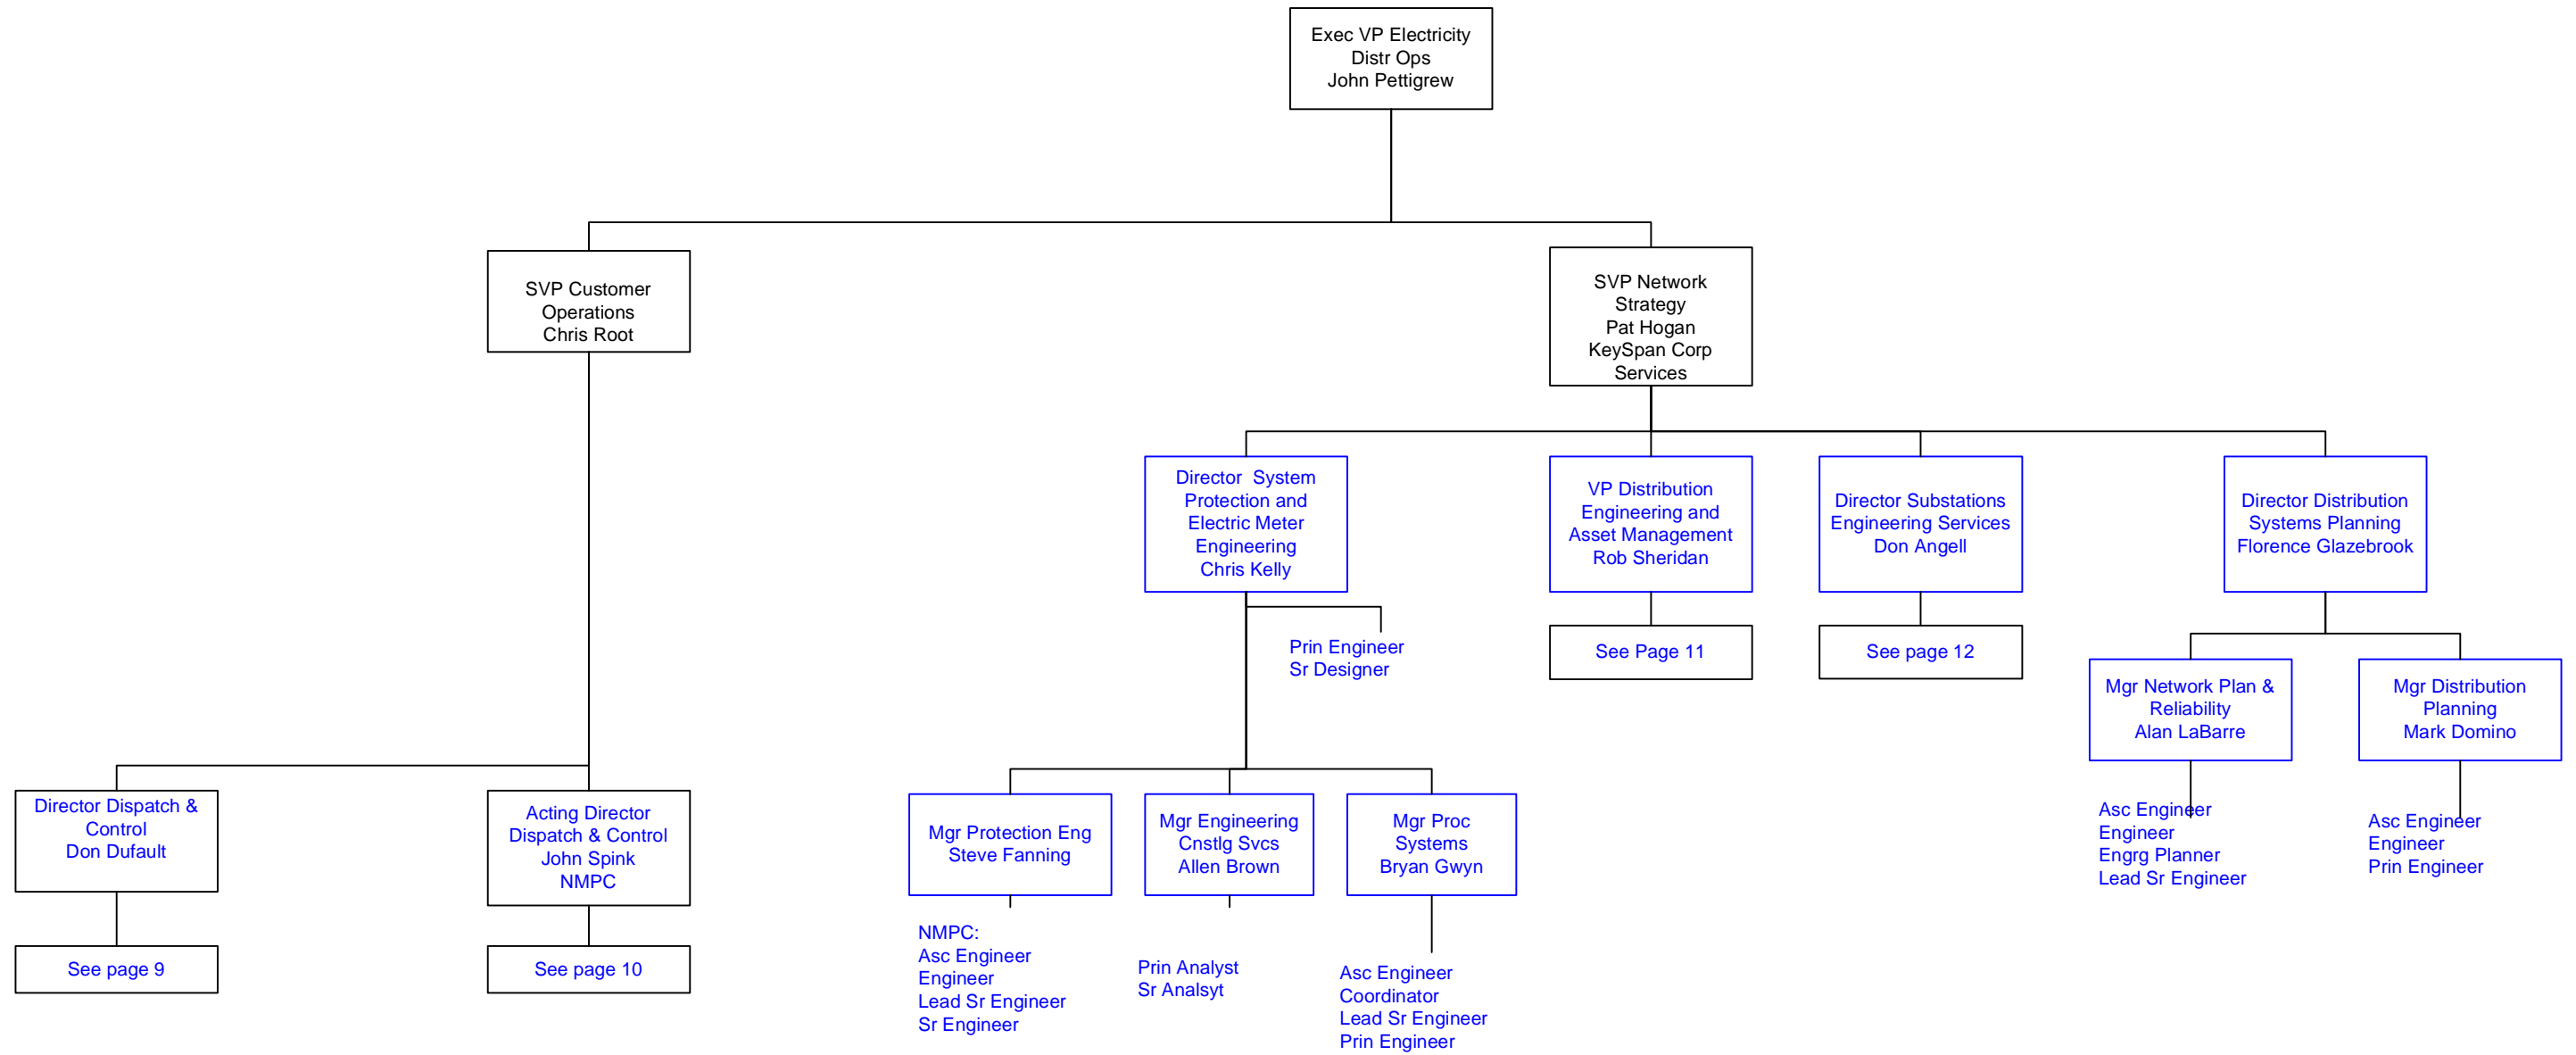 Exec VP Electricity
Distr Ops
John Pettigrew
SVP Customer
Operations
Chris Root
SVP Network
Strategy
Pat Hogan
KeySpan Corp
Services
Director  System
Protection and
Electric Meter
Engineering
Chris Kelly
VP Distribution
Engineering and
Asset Management
Rob Sheridan
Director Substations
Engineering Services
Don Angell
Director Distribution
Systems Planning
Florence Glazebrook
Prin Engineer
Sr Designer
See Page 11
See page 12
Mgr Network Plan &
Reliability
Alan LaBarre
Mgr Distribution
Planning
Mark Domino
Director Dispatch &
Control
Don Dufault
Acting Director
Dispatch & Control
John Spink
NMPC
Mgr Protection Eng
Steve Fanning
Mgr Engineering
Cnstlg Svcs
Allen Brown
Mgr Proc
Systems
Bryan Gwyn
Asc Engineer
Engineer
Engrg Planner
Lead Sr Engineer
Asc Engineer
Engineer
Prin Engineer
See page 9
See page 10
NMPC:
Asc Engineer
Engineer
Lead Sr Engineer
Sr Engineer
Prin Analyst
Sr Analsyt
Asc Engineer
Coordinator
Lead Sr Engineer
Prin Engineer